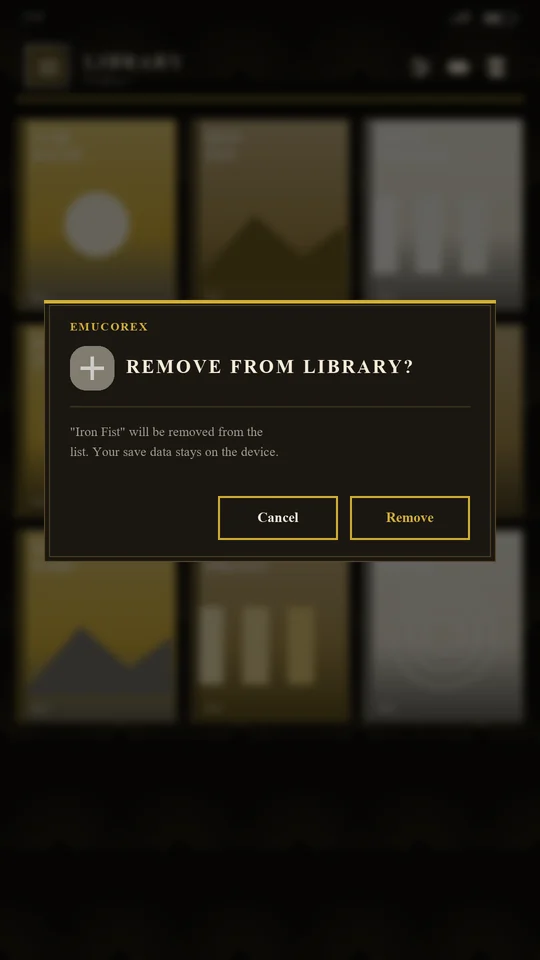 LIBRARY
EMUCOREX
REMOVE FROM LIBRARY?
"Iron Fist" will be removed from the
list. Your save data stays on the device.
Cancel
Remove